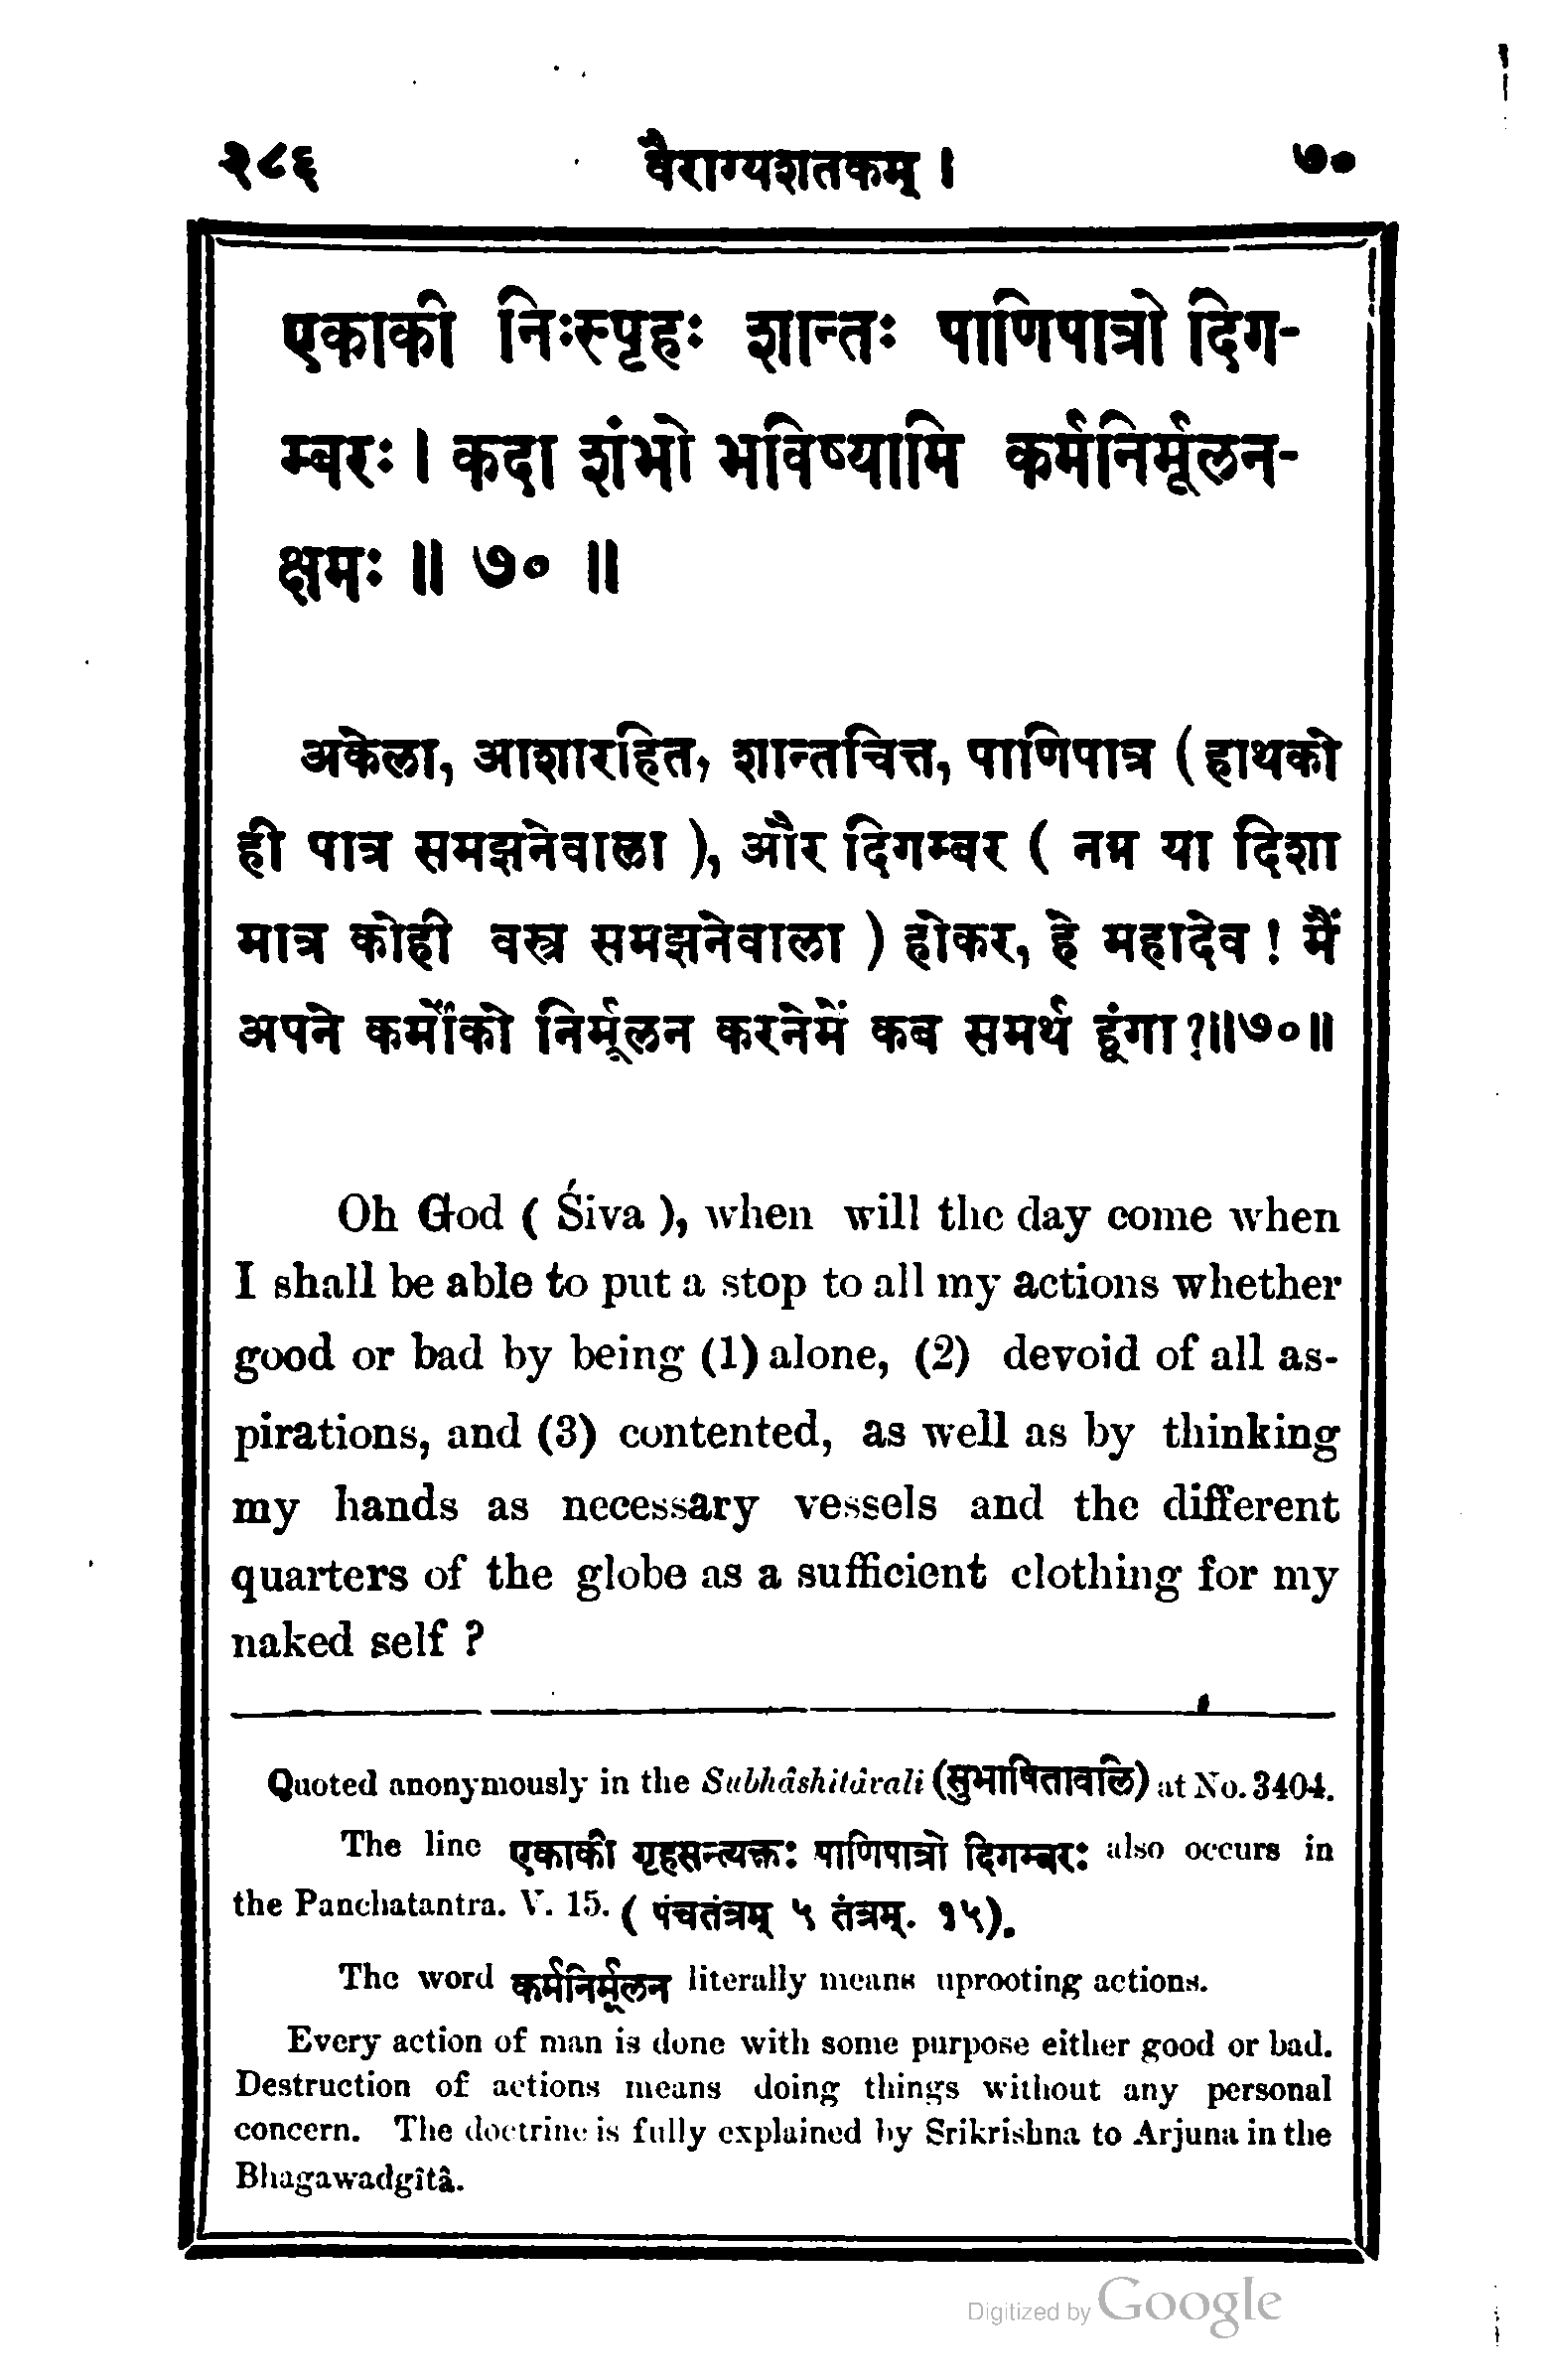 २८६ वैराग्यशतकम् । ७०
एकाकी निःस्पृहः शान्तः पाणिपात्रो दिग-
म्बरः । कदा शंभो भविष्यामि कर्मनिर्मूलन-
क्षमः ॥ ७० ॥
अकेला, आशारहित, शान्तचित्त, पाणिपात्र ( हाथको
ही पात्र समझनेवाला ), और दिगम्बर ( नग्न या दिशा
मात्र कोही वस्त्र समझनेवाला ) होकर, हे महादेव ! मैं
अपने कर्मोंको निर्मूलन करनेमें कब समर्थ हूंगा ?॥७०॥
Oh God ( Śiva ), when will the day come when
I shall be able to put a stop to all my actions whether
good or bad by being (1) alone, (2) devoid of all as-
pirations, and (3) contented, as well as by thinking
my hands as necessary vessels and the different
quarters of the globe as a sufficient clothing for my
naked self ?
Quoted anonymously in the Subhâshitâvali (सुभाषितावलि) at No. 3404.
The line एकाकी गृहसन्त्यक्तः पाणिपात्रो दिगम्बरः also occurs in
the Panchatantra. V. 15. ( पंचतंत्रम् ५ तंत्रम्. १५).
The word कर्मनिर्मूलन literally means uprooting actions.
Every action of man is done with some purpose either good or bad.
Destruction of actions means doing things without any personal
concern. The doctrine is fully explained by Srikrishna to Arjuna in the
Bhagawadgîtâ.
Digitized by Google